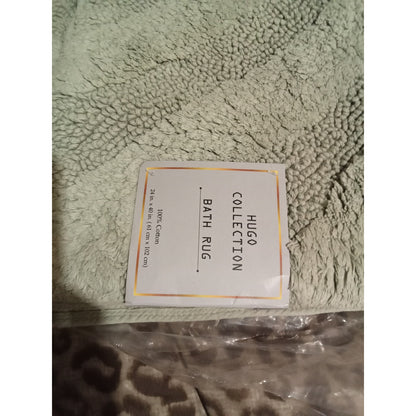 HUGO
COLLECTION
BATH RUG
100% Cotton
24 in. x 40 in. (61 cm x 102 cm)